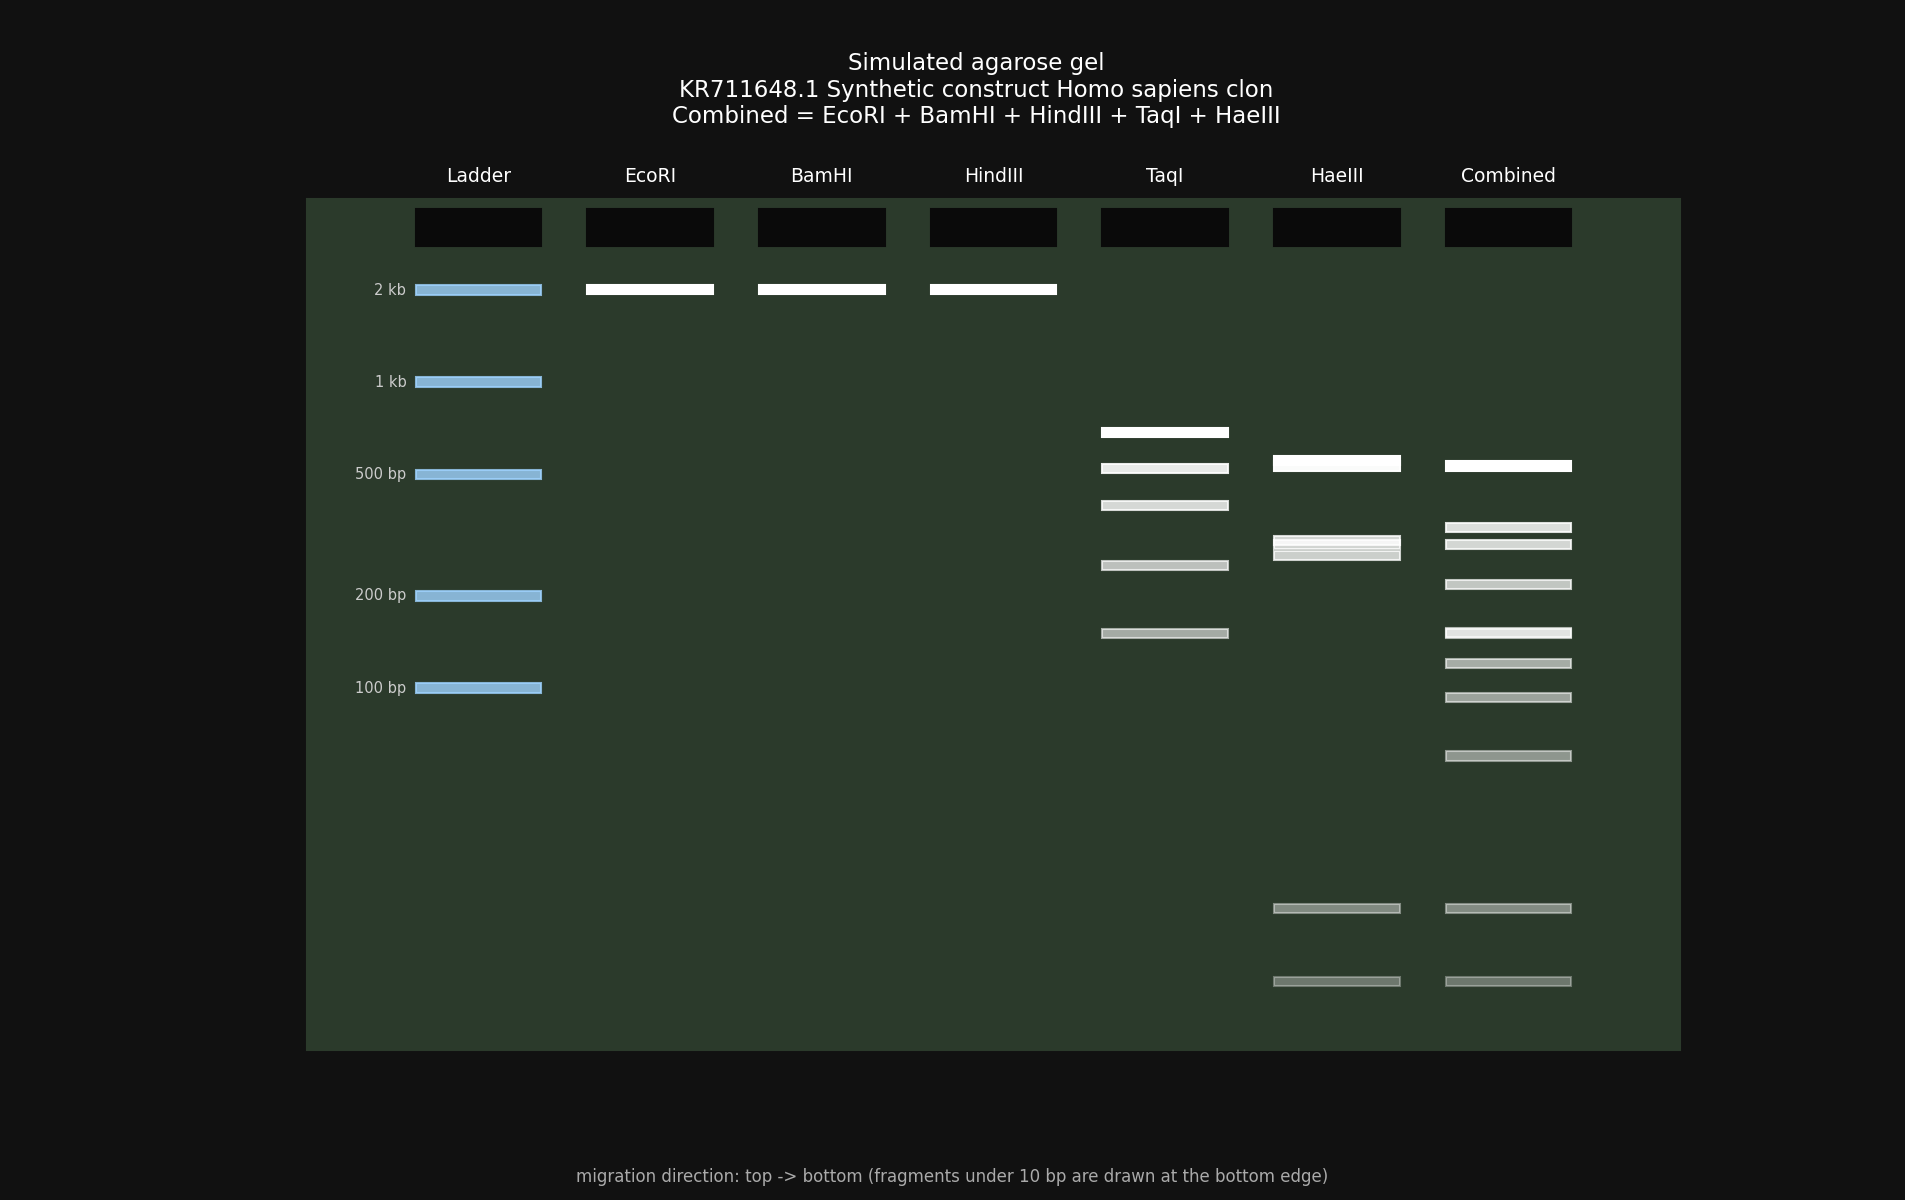 Simulated agarose gel
KR711648.1 Synthetic construct Homo sapiens clon
Combined = EcoRI + BamHI + HindIII + TaqI + HaeIII
Ladder EcoRI BamHI HindIII TaqI HaeIII Combined
2 kb
1 kb
500 bp
200 bp
100 bp
migration direction: top -> bottom (fragments under 10 bp are drawn at the bottom edge)